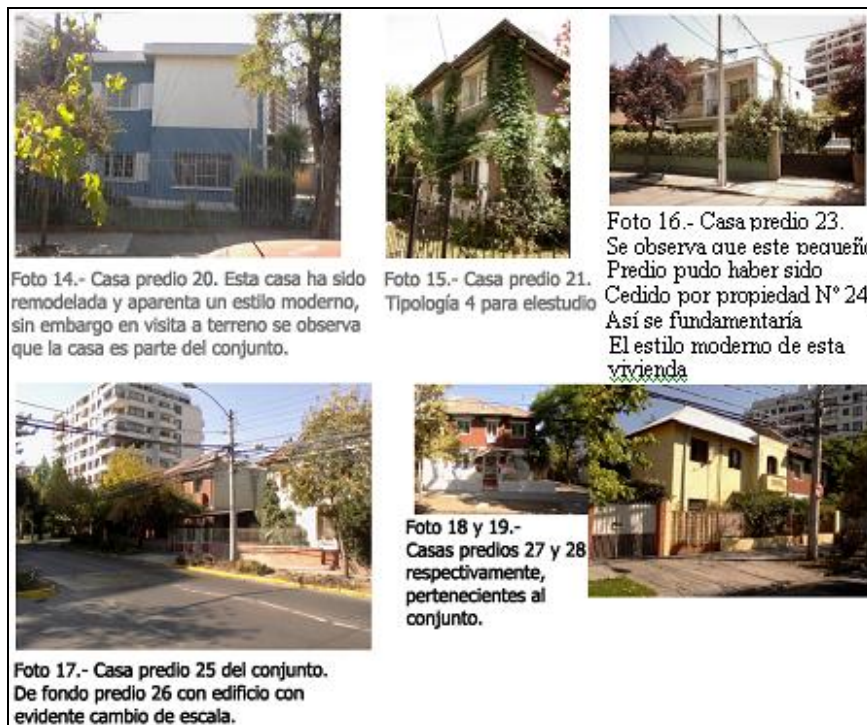 Foto 14.- Casa predio 20. Esta casa ha sido
remodelada y aparenta un estilo moderno,
sin embargo en visita a terreno se observa
que la casa es parte del conjunto.
Foto 15.- Casa predio 21.
Tipología 4 para elestudio
Foto 16.- Casa predio 23.
Se observa que este pequeño
Predio pudo haber sido
Cedido por propiedad N° 24
Así se fundamentaría
El estilo moderno de esta
vivienda
Foto 17.- Casa predio 25 del conjunto.
De fondo predio 26 con edificio con
evidente cambio de escala.
Foto 18 y 19.-
Casas predios 27 y 28
respectivamente,
pertenecientes al
conjunto.